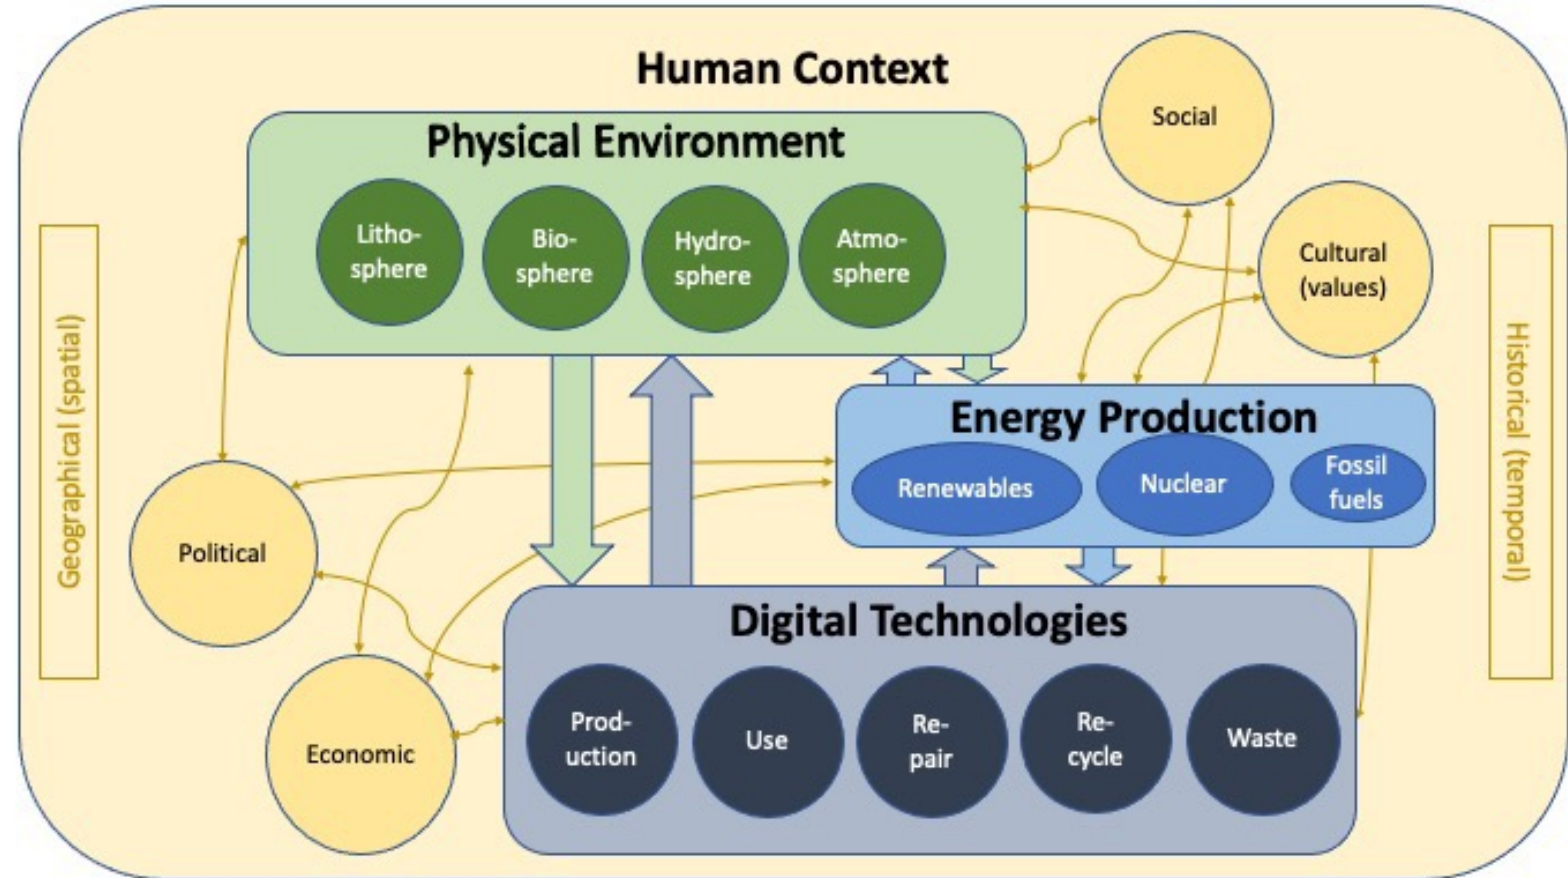 Human Context
Physical Environment
Litho-
sphere
Bio-
sphere
Hydro-
sphere
Atmo-
sphere
Social
Cultural
(values)
Geographical (spatial)
Historical (temporal)
Energy Production
Renewables
Nuclear
Fossil
fuels
Political
Economic
Digital Technologies
Prod-
uction
Use
Re-
pair
Re-
cycle
Waste